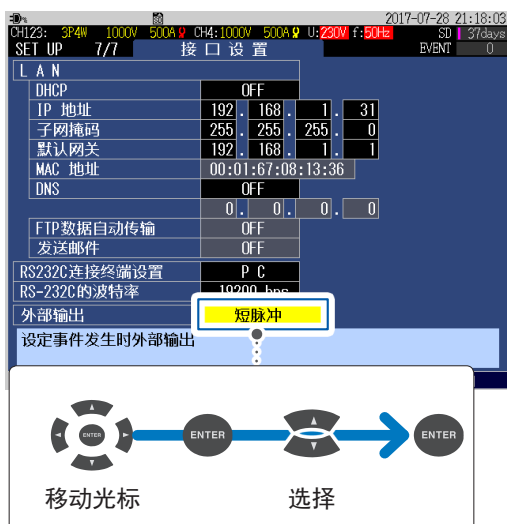 2017-07-28 21:18:03
CH123: 3P4W 1000V 500A CH4:1000V 500A U:230V f:50Hz SD 37days
SET UP 7/7 接口设置 EVENT 0
LAN
DHCP OFF
IP 地址 192. 168. 1. 31
子网掩码 255. 255. 255. 0
默认网关 192. 168. 1. 1
MAC 地址 00:01:67:08:13:36
DNS OFF
0. 0. 0. 0
FTP数据自动传输 OFF
发送邮件 OFF
RS232C连接终端设置 PC
RS-232C的波特率 19200 bps
外部输出 短脉冲
设定事件发生时外部输出
ENTER ENTER ENTER
移动光标 选择